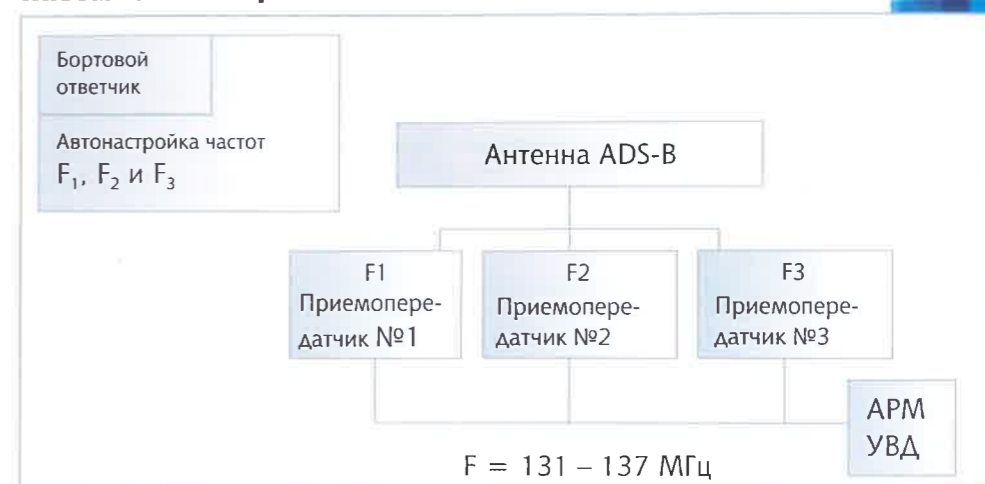 Бортовой
ответчик
Автонастройка частот
F₁, F₂ и F₃
Антенна ADS-B
F1
Приемопере-
датчик №1
F2
Приемопере-
датчик №2
F3
Приемопере-
датчик №3
АРМ
УВД
F = 131 – 137 МГц